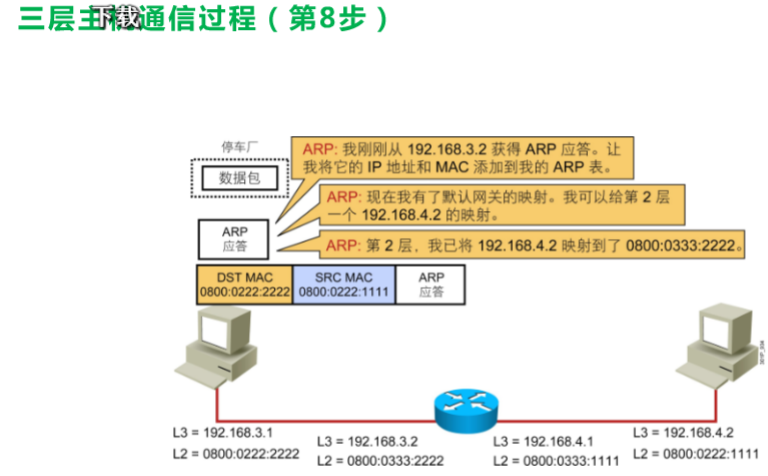 三层主机通信过程（第8步）
下载
停车厂
数据包
ARP: 我刚刚从 192.168.3.2 获得 ARP 应答。让
我将它的 IP 地址和 MAC 添加到我的 ARP 表。
ARP: 现在我有了默认网关的映射。我可以给第 2 层
一个 192.168.4.2 的映射。
ARP
应答
ARP: 第 2 层，我已将 192.168.4.2 映射到了 0800:0333:2222。
DST MAC SRC MAC ARP
0800:0222:2222 0800:0222:1111 应答
L3 = 192.168.3.1
L2 = 0800:0222:2222
L3 = 192.168.3.2
L2 = 0800:0333:2222
L3 = 192.168.4.1
L2 = 0800:0333:1111
L3 = 192.168.4.2
L2 = 0800:0222:1111